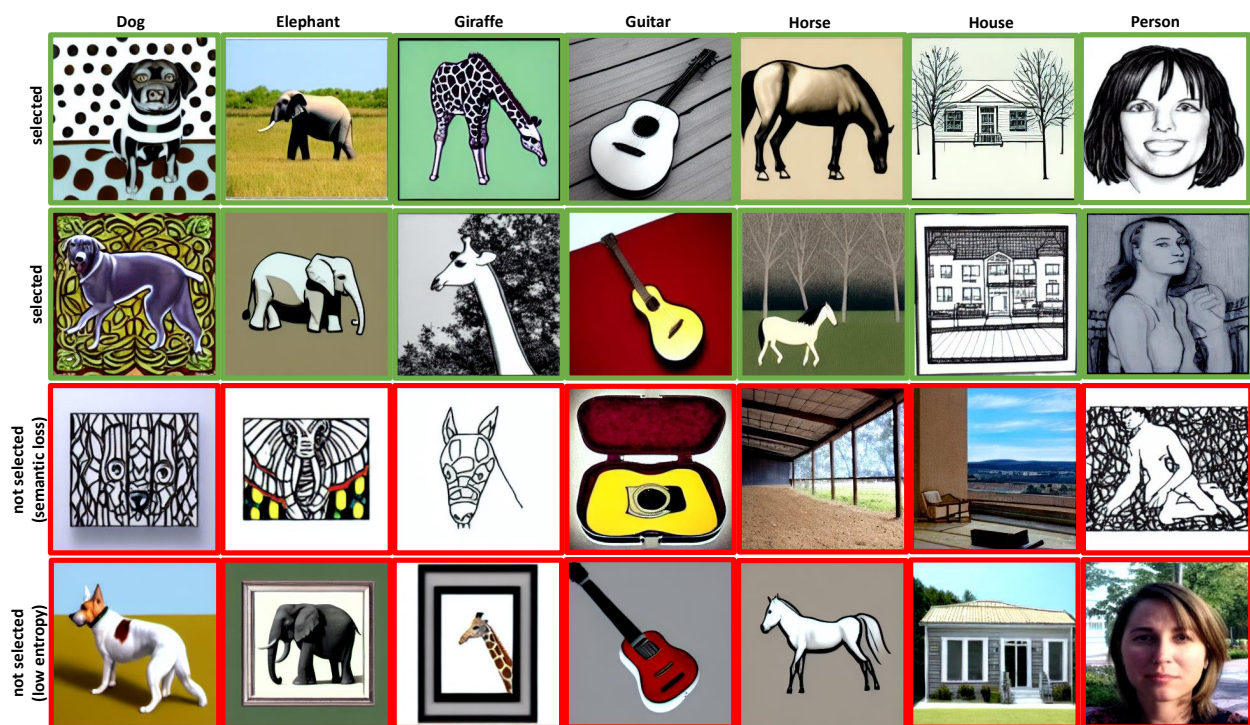 Dog Elephant Giraffe Guitar Horse House Person
selected
selected
not selected
(semantic loss)
not selected
(low entropy)